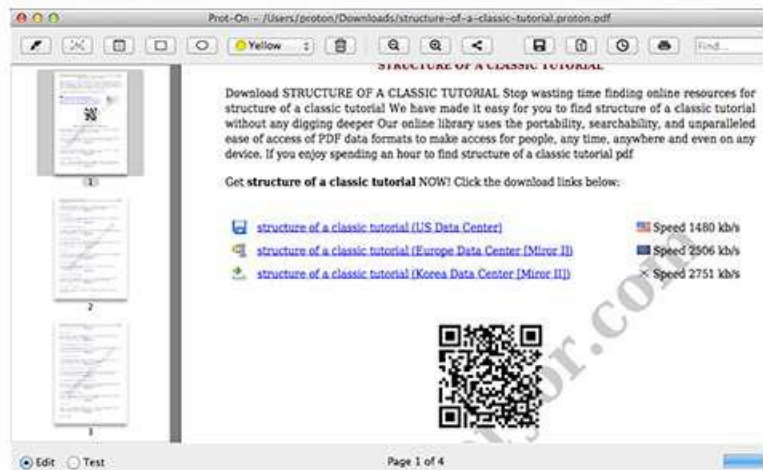 Prot-On - /Users/proton/Downloads/structure-of-a-classic-tutorial.proton.pdf
Yellow
Find...
STRUCTURE OF A CLASSIC TUTORIAL
Download STRUCTURE OF A CLASSIC TUTORIAL Stop wasting time finding online resources for
structure of a classic tutorial We have made it easy for you to find structure of a classic tutorial
without any digging deeper Our online library uses the portability, searchability, and unparalleled
ease of access of PDF data formats to make access for people, any time, anywhere and even on any
device. If you enjoy spending an hour to find structure of a classic tutorial pdf
Get structure of a classic tutorial NOW! Click the download links below:
structure of a classic tutorial (US Data Center) Speed 1480 kb/s
structure of a classic tutorial (Europe Data Center [Miror I]) Speed 2506 kb/s
structure of a classic tutorial (Korea Data Center [Miror II]) Speed 2751 kb/s
1
2
3
Edit Test
Page 1 of 4